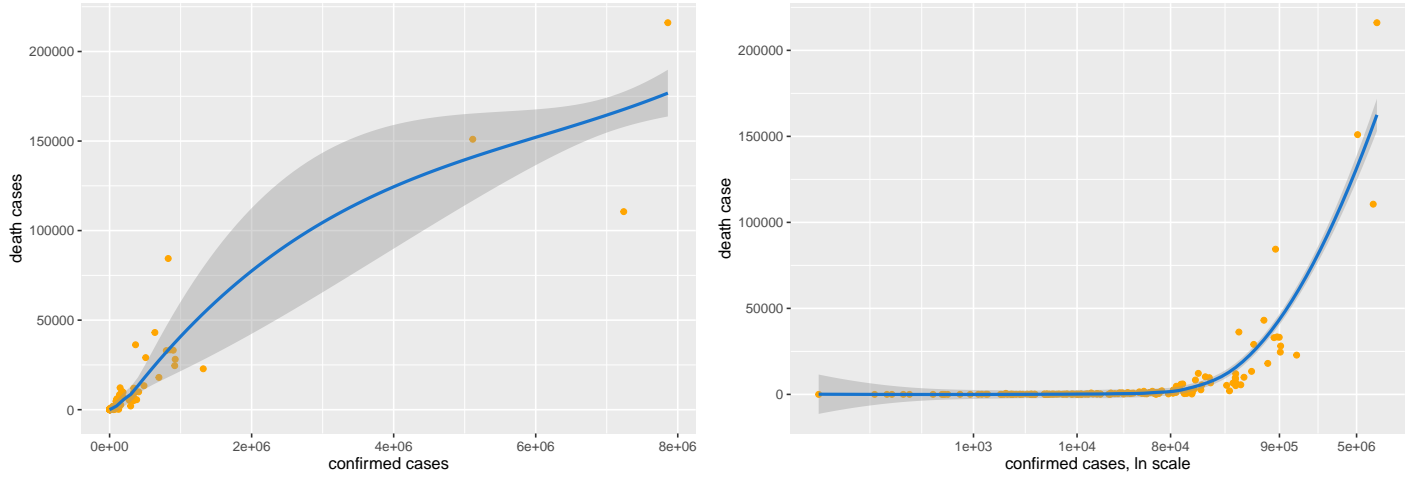 200000
150000
100000
50000
0
death cases
0e+00 2e+06 4e+06 6e+06 8e+06
confirmed cases
200000
150000
100000
50000
0
death case
1e+03 1e+04 8e+04 9e+05 5e+06
confirmed cases, ln scale